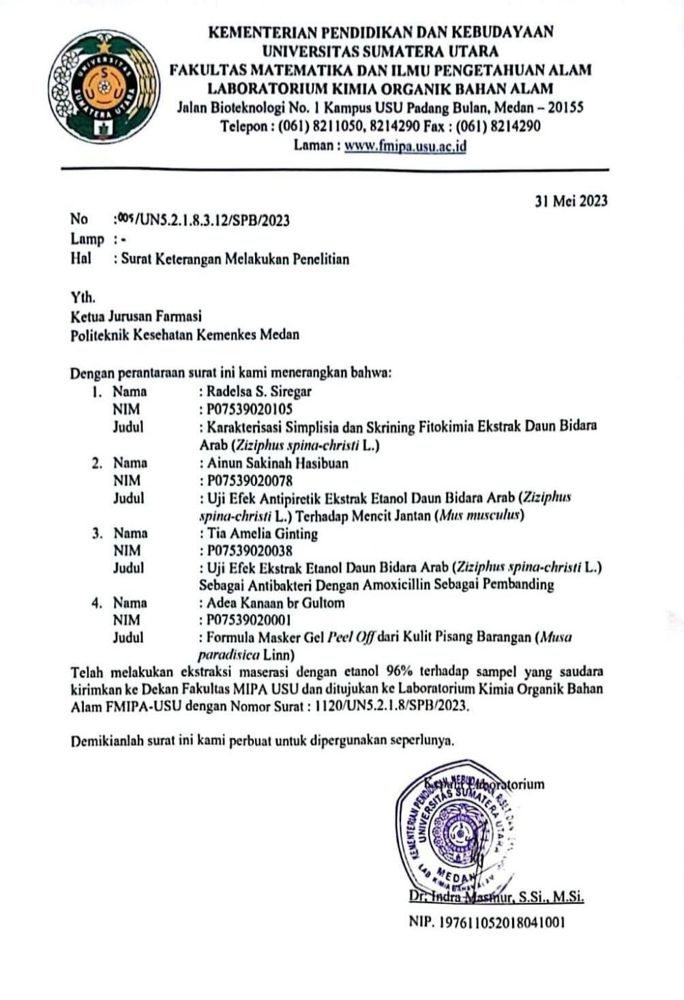 KEMENTERIAN PENDIDIKAN DAN KEBUDAYAAN
UNIVERSITAS SUMATERA UTARA
FAKULTAS MATEMATIKA DAN ILMU PENGETAHUAN ALAM
LABORATORIUM KIMIA ORGANIK BAHAN ALAM
Jalan Bioteknologi No. 1 Kampus USU Padang Bulan, Medan – 20155
Telepon : (061) 8211050, 8214290 Fax : (061) 8214290
Laman : www.fmipa.usu.ac.id
UNIVERSITAS
SUMATERA UTARA
31 Mei 2023
No :005/UN5.2.1.8.3.12/SPB/2023
Lamp : -
Hal : Surat Keterangan Melakukan Penelitian
Yth.
Ketua Jurusan Farmasi
Politeknik Kesehatan Kemenkes Medan
Dengan perantaraan surat ini kami menerangkan bahwa:
1. Nama : Radelsa S. Siregar
NIM : P07539020105
Judul : Karakterisasi Simplisia dan Skrining Fitokimia Ekstrak Daun Bidara
Arab (Ziziphus spina-christi L.)
2. Nama : Ainun Sakinah Hasibuan
NIM : P07539020078
Judul : Uji Efek Antipiretik Ekstrak Etanol Daun Bidara Arab (Ziziphus
spina-christi L.) Terhadap Mencit Jantan (Mus musculus)
3. Nama : Tia Amelia Ginting
NIM : P07539020038
Judul : Uji Efek Ekstrak Etanol Daun Bidara Arab (Ziziphus spina-christi L.)
Sebagai Antibakteri Dengan Amoxicillin Sebagai Pembanding
4. Nama : Adea Kanaan br Gultom
NIM : P07539020001
Judul : Formula Masker Gel Peel Off dari Kulit Pisang Barangan (Musa
paradisica Linn)
Telah melakukan ekstraksi maserasi dengan etanol 96% terhadap sampel yang saudara
kirimkan ke Dekan Fakultas MIPA USU dan ditujukan ke Laboratorium Kimia Organik Bahan
Alam FMIPA-USU dengan Nomor Surat : 1120/UN5.2.1.8/SPB/2023.
Demikianlah surat ini kami perbuat untuk dipergunakan seperlunya.
Kepala Laboratorium
KEMENTERIAN PENDIDIKAN, KEBUDAYAAN, RISET, DAN
UNIVERSITAS SUMATERA UTARA
MEDAN
LAB KIMIA BAHAN ALAM
Dr. Indra Masmur, S.Si., M.Si.
NIP. 197611052018041001